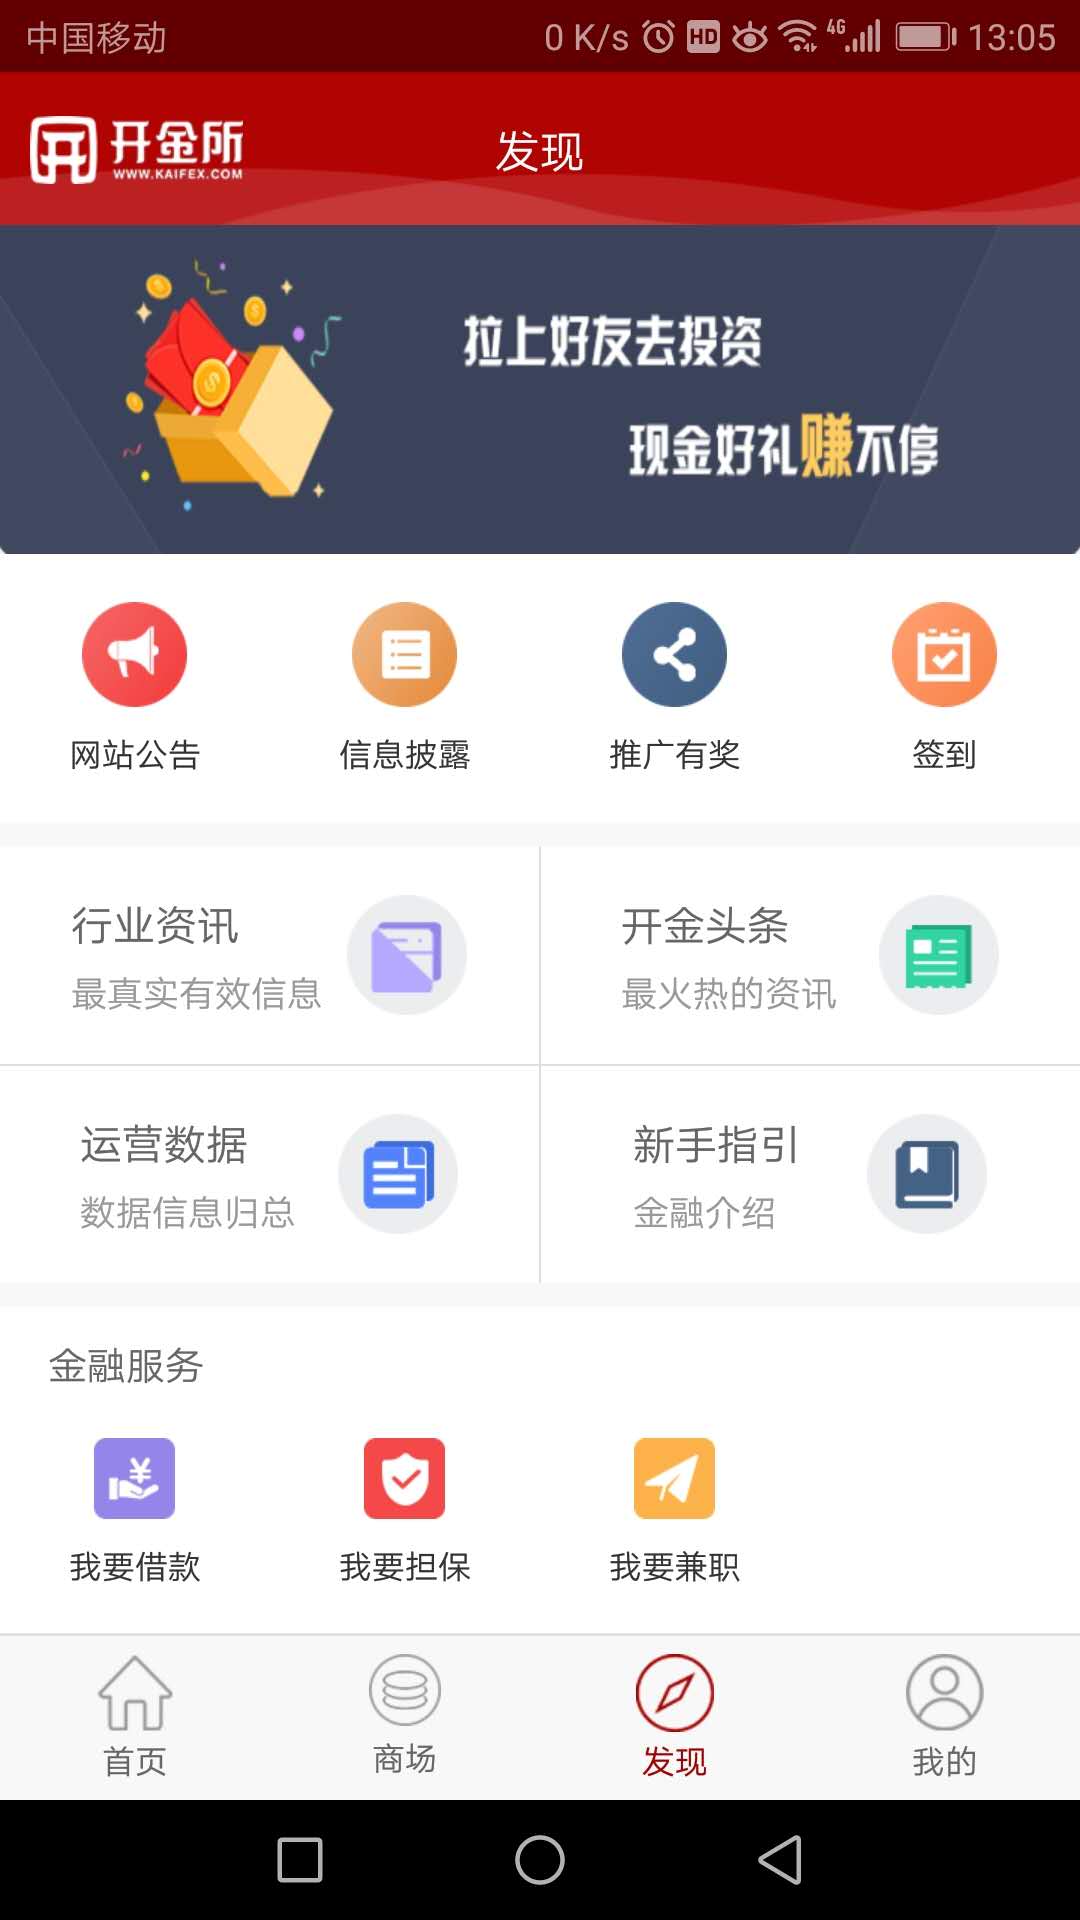 中国移动 0 K/s HD 4G 13:05
开金所
WWW.KAIFEX.COM
发现
拉上好友去投资
现金好礼赚不停
网站公告 信息披露 推广有奖 签到
行业资讯 开金头条
最真实有效信息 最火热的资讯
运营数据 新手指引
数据信息归总 金融介绍
金融服务
我要借款 我要担保 我要兼职
首页 商场 发现 我的